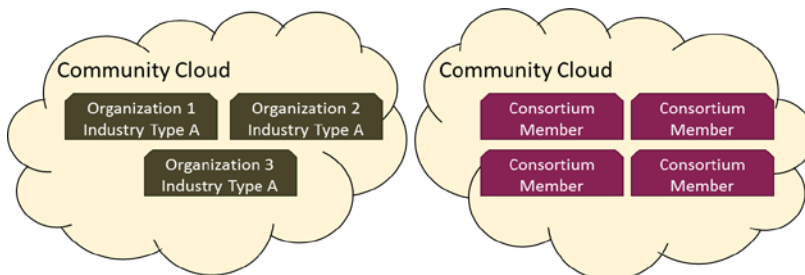 Community Cloud
Organization 1
Industry Type A
Organization 2
Industry Type A
Organization 3
Industry Type A
Community Cloud
Consortium
Member
Consortium
Member
Consortium
Member
Consortium
Member